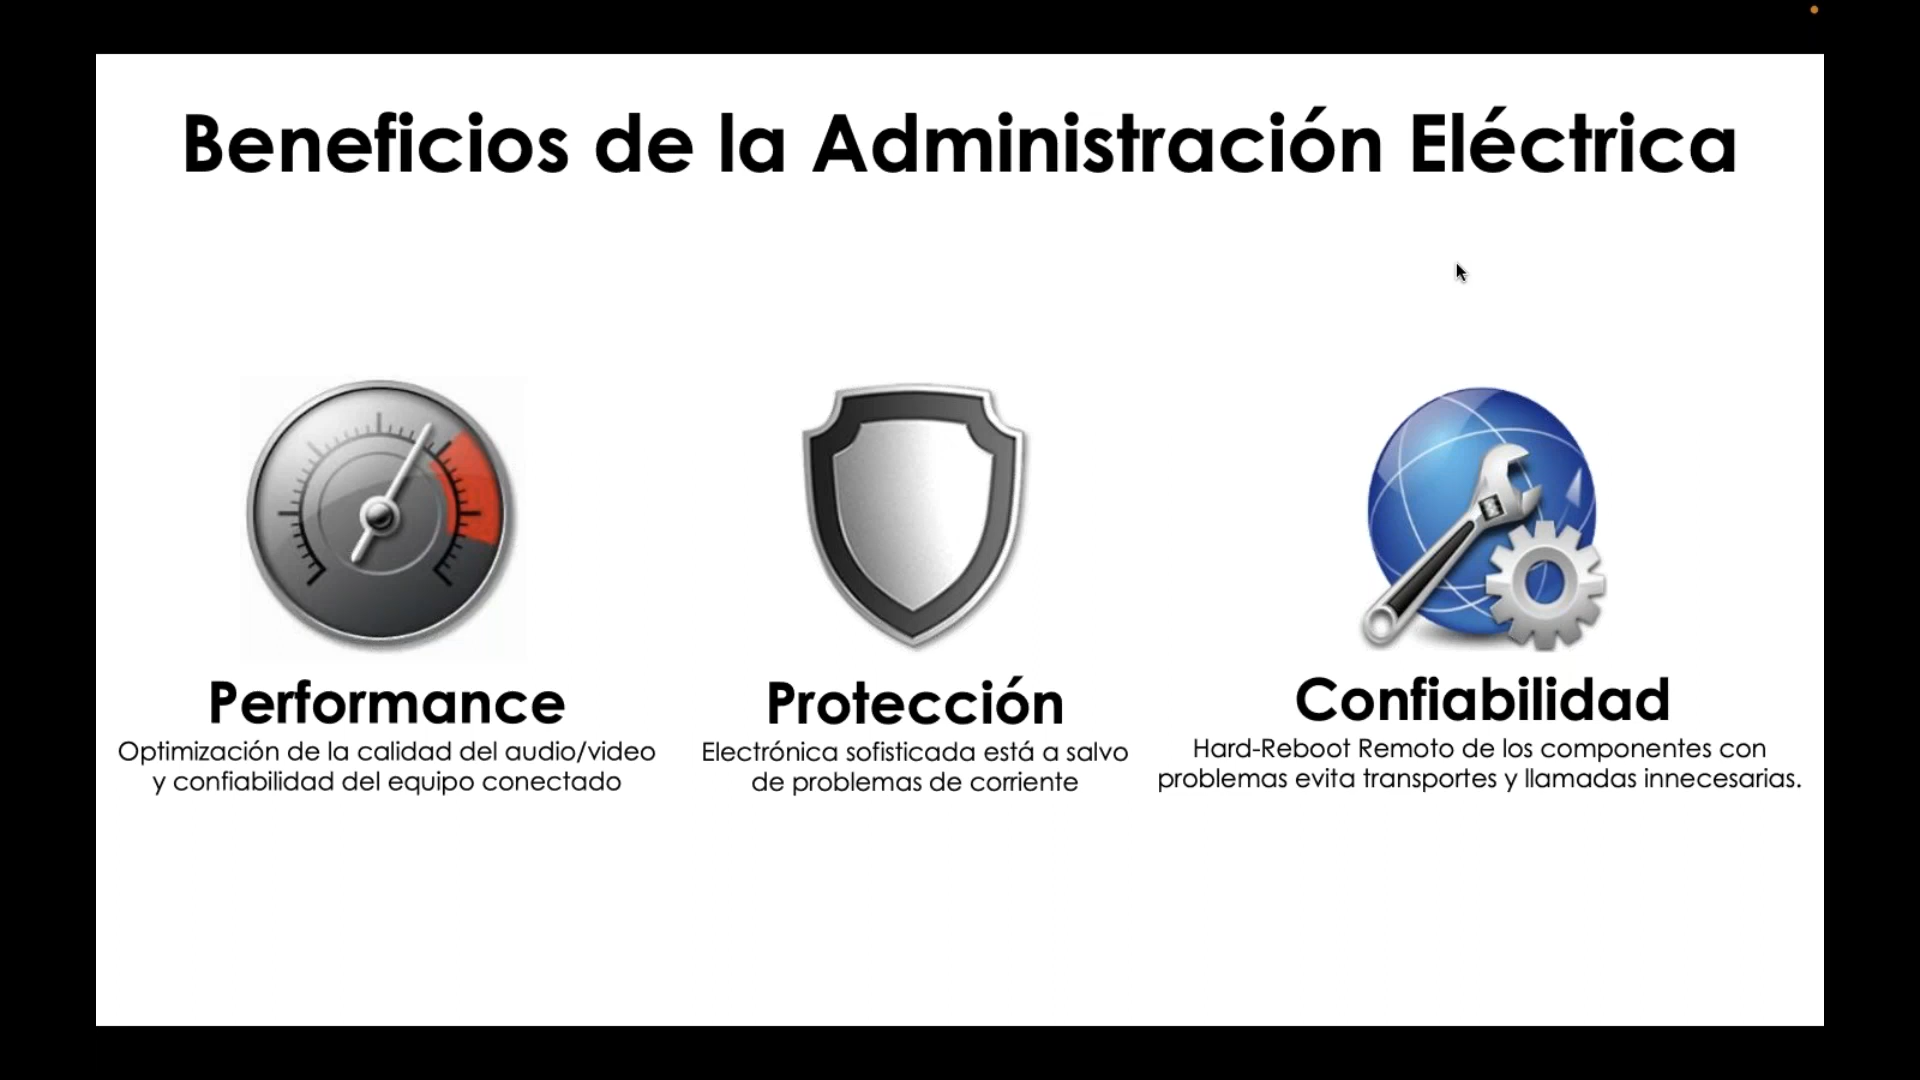 Beneficios de la Administración Eléctrica
Performance
Optimización de la calidad del audio/video
y confiabilidad del equipo conectado
Protección
Electrónica sofisticada está a salvo
de problemas de corriente
Confiabilidad
Hard-Reboot Remoto de los componentes con
problemas evita transportes y llamadas innecesarias.